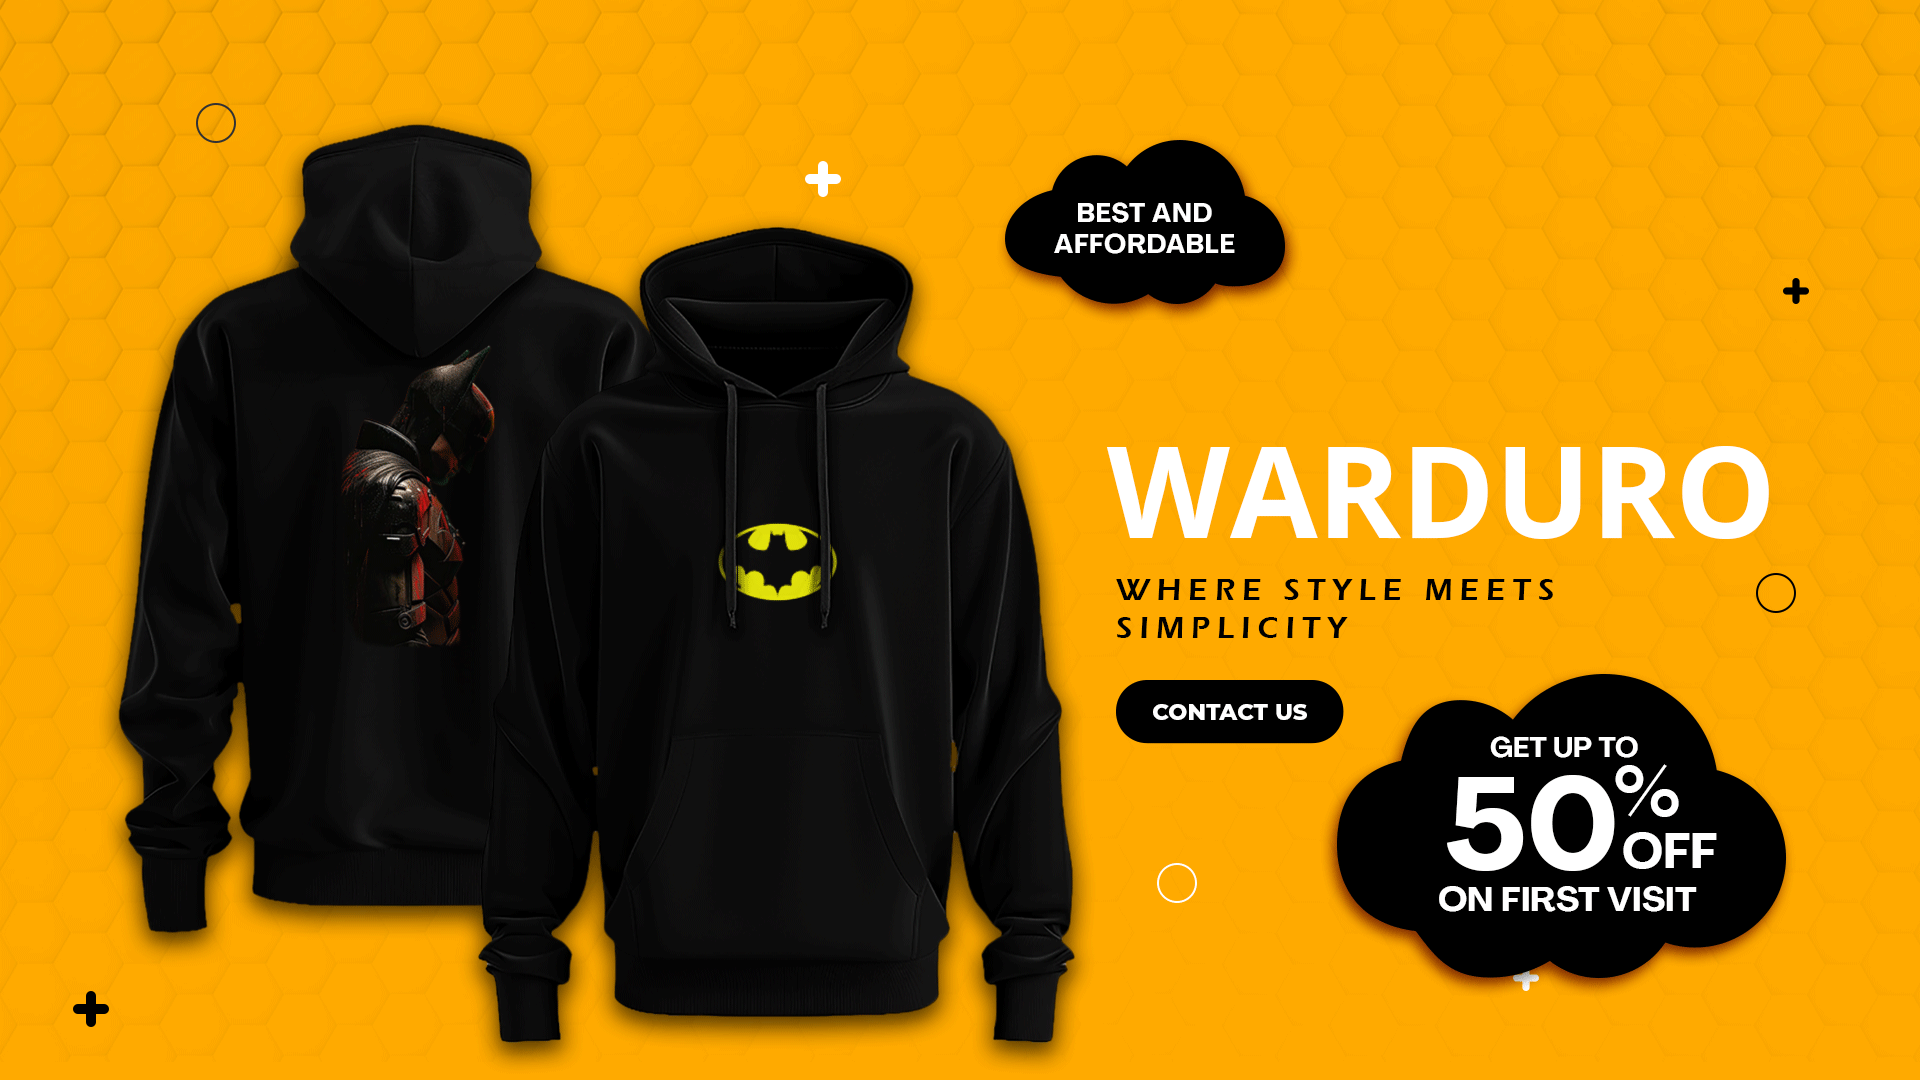 BEST AND
AFFORDABLE
WARDURO
WHERE STYLE MEETS
SIMPLICITY
CONTACT US
GET UP TO
50%
OFF
ON FIRST VISIT